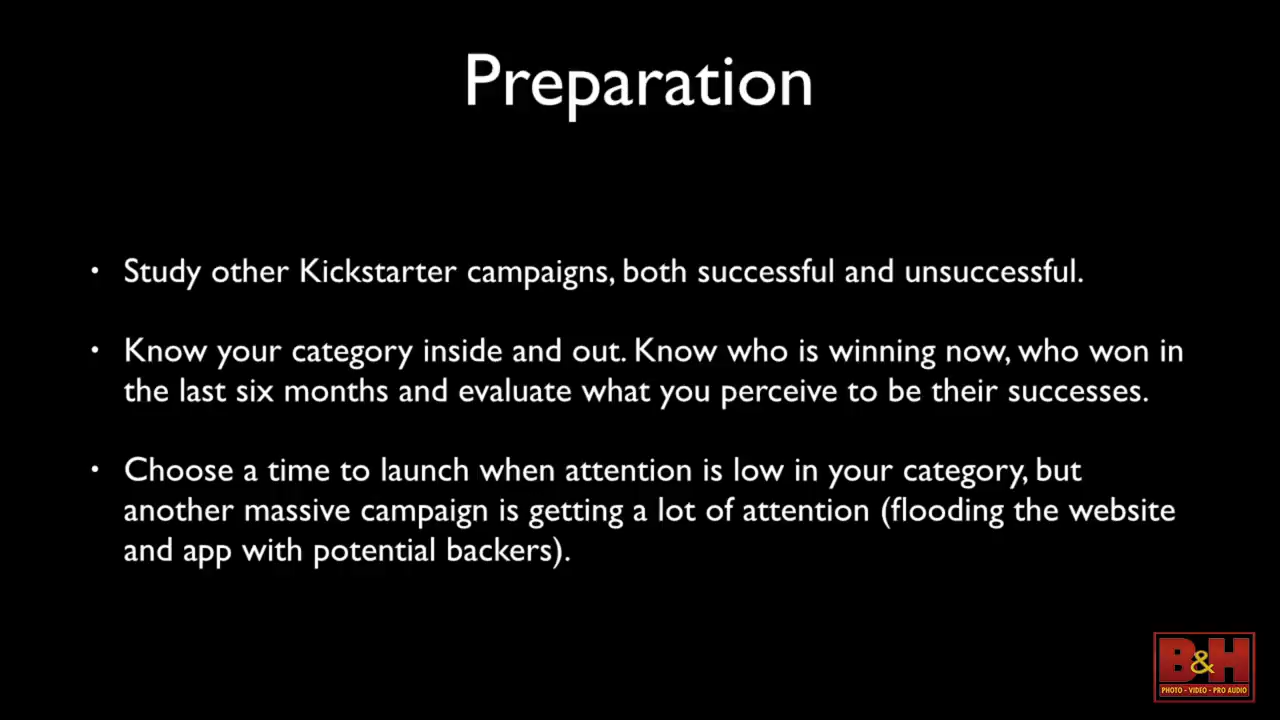 Preparation
• Study other Kickstarter campaigns, both successful and unsuccessful.
• Know your category inside and out. Know who is winning now, who won in
the last six months and evaluate what you perceive to be their successes.
• Choose a time to launch when attention is low in your category, but
another massive campaign is getting a lot of attention (flooding the website
and app with potential backers).
B&H
PHOTO - VIDEO - PRO AUDIO